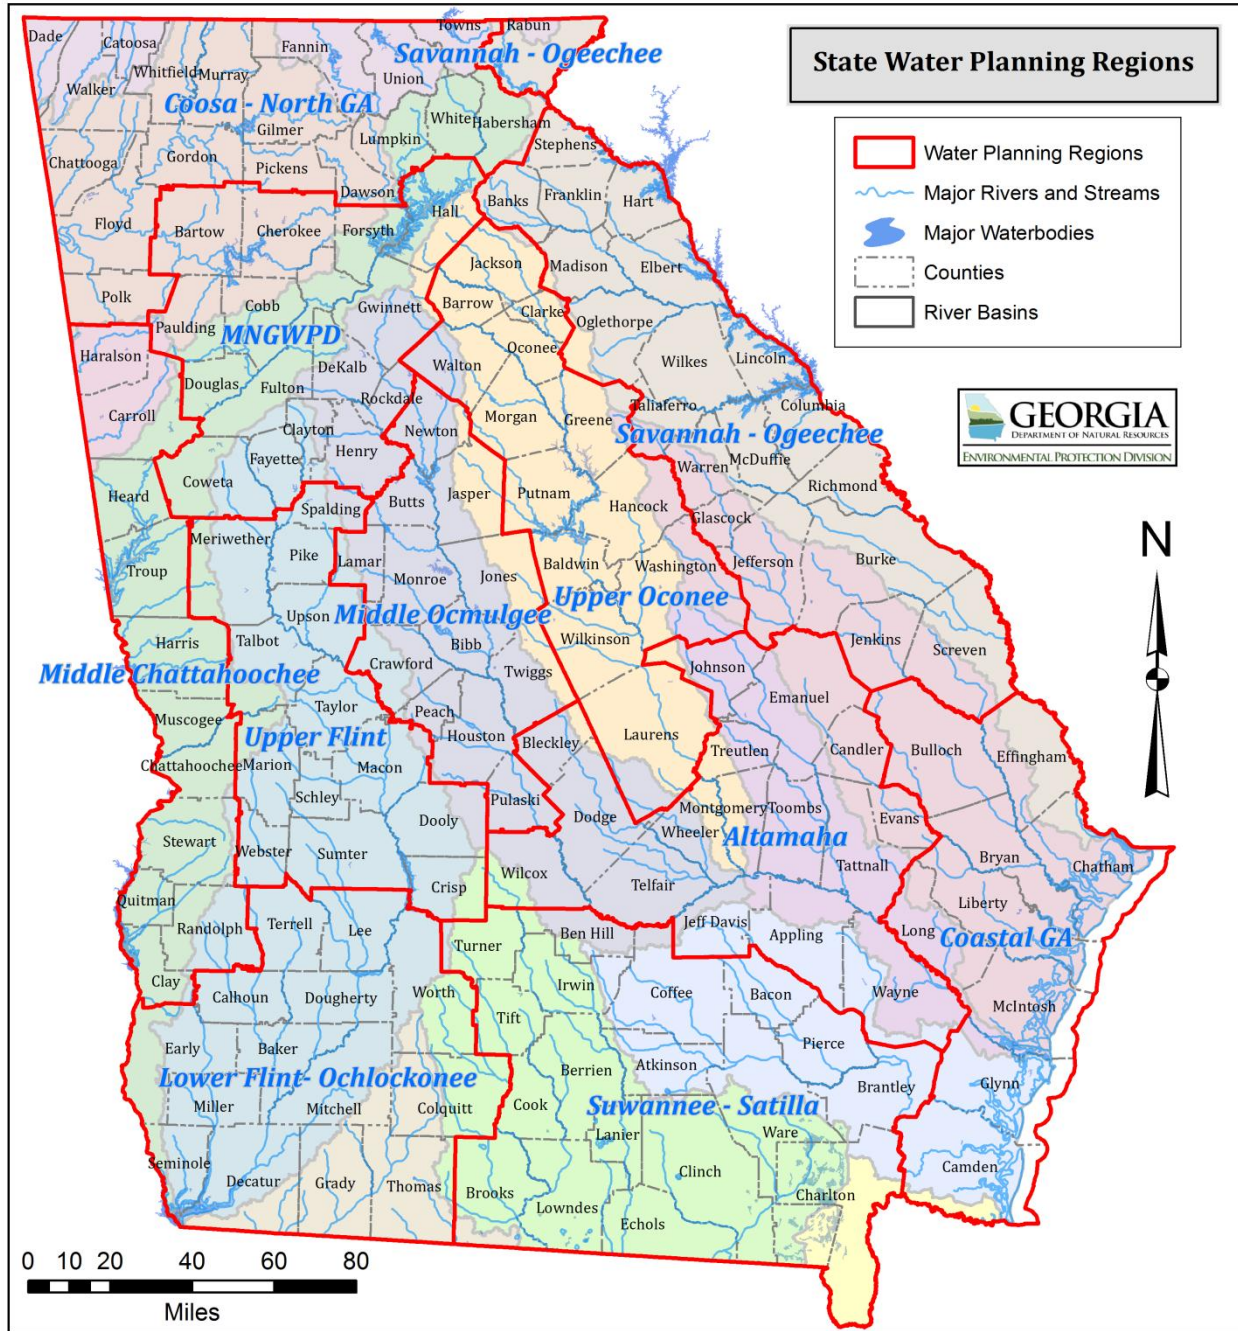 State Water Planning Regions
Water Planning Regions
Major Rivers and Streams
Major Waterbodies
Counties
River Basins
GEORGIA
DEPARTMENT OF NATURAL RESOURCES
ENVIRONMENTAL PROTECTION DIVISION
N
Towns
Rabun
Dade
Catoosa
Fannin
Savannah - Ogeechee
Whitfield
Murray
Union
Walker
Coosa - North GA
White
Habersham
Gilmer
Lumpkin
Stephens
Chattooga
Gordon
Pickens
Dawson
Banks
Franklin
Hart
Hall
Floyd
Bartow
Cherokee
Forsyth
Jackson
Madison
Elbert
Polk
Cobb
Gwinnett
Barrow
Clarke
Oglethorpe
Paulding
MNGWPD
Oconee
Haralson
DeKalb
Walton
Wilkes
Lincoln
Douglas
Fulton
Rockdale
Carroll
Morgan
Greene
Taliaferro
Columbia
Clayton
Newton
Savannah - Ogeechee
Fayette
Henry
McDuffie
Warren
Coweta
Heard
Spalding
Butts
Jasper
Putnam
Hancock
Richmond
Glascock
Meriwether
Pike
Lamar
Troup
Monroe
Jones
Baldwin
Washington
Jefferson
Burke
Upson
Middle Ocmulgee
Upper Oconee
Harris
Talbot
Bibb
Wilkinson
Jenkins
Screven
Middle Chattahoochee
Crawford
Twiggs
Johnson
Emanuel
Muscogee
Taylor
Peach
Upper Flint
Houston
Bleckley
Laurens
Treutlen
Candler
Bulloch
Effingham
Chattahoochee
Marion
Macon
Schley
Pulaski
Dooly
Dodge
Montgomery
Toombs
Evans
Stewart
Webster
Sumter
Wheeler
Altamaha
Bryan
Chatham
Crisp
Wilcox
Telfair
Tattnall
Quitman
Liberty
Randolph
Terrell
Lee
Ben Hill
Jeff Davis
Appling
Long
Coastal GA
Turner
Clay
Calhoun
Dougherty
Worth
Irwin
Coffee
Bacon
Wayne
McIntosh
Tift
Early
Baker
Pierce
Lower Flint- Ochlockonee
Berrien
Atkinson
Glynn
Brantley
Miller
Mitchell
Colquitt
Cook
Suwannee - Satilla
Lanier
Ware
Seminole
Clinch
Camden
Decatur
Grady
Thomas
Brooks
Charlton
Lowndes
Echols
0 10 20 40 60 80
Miles